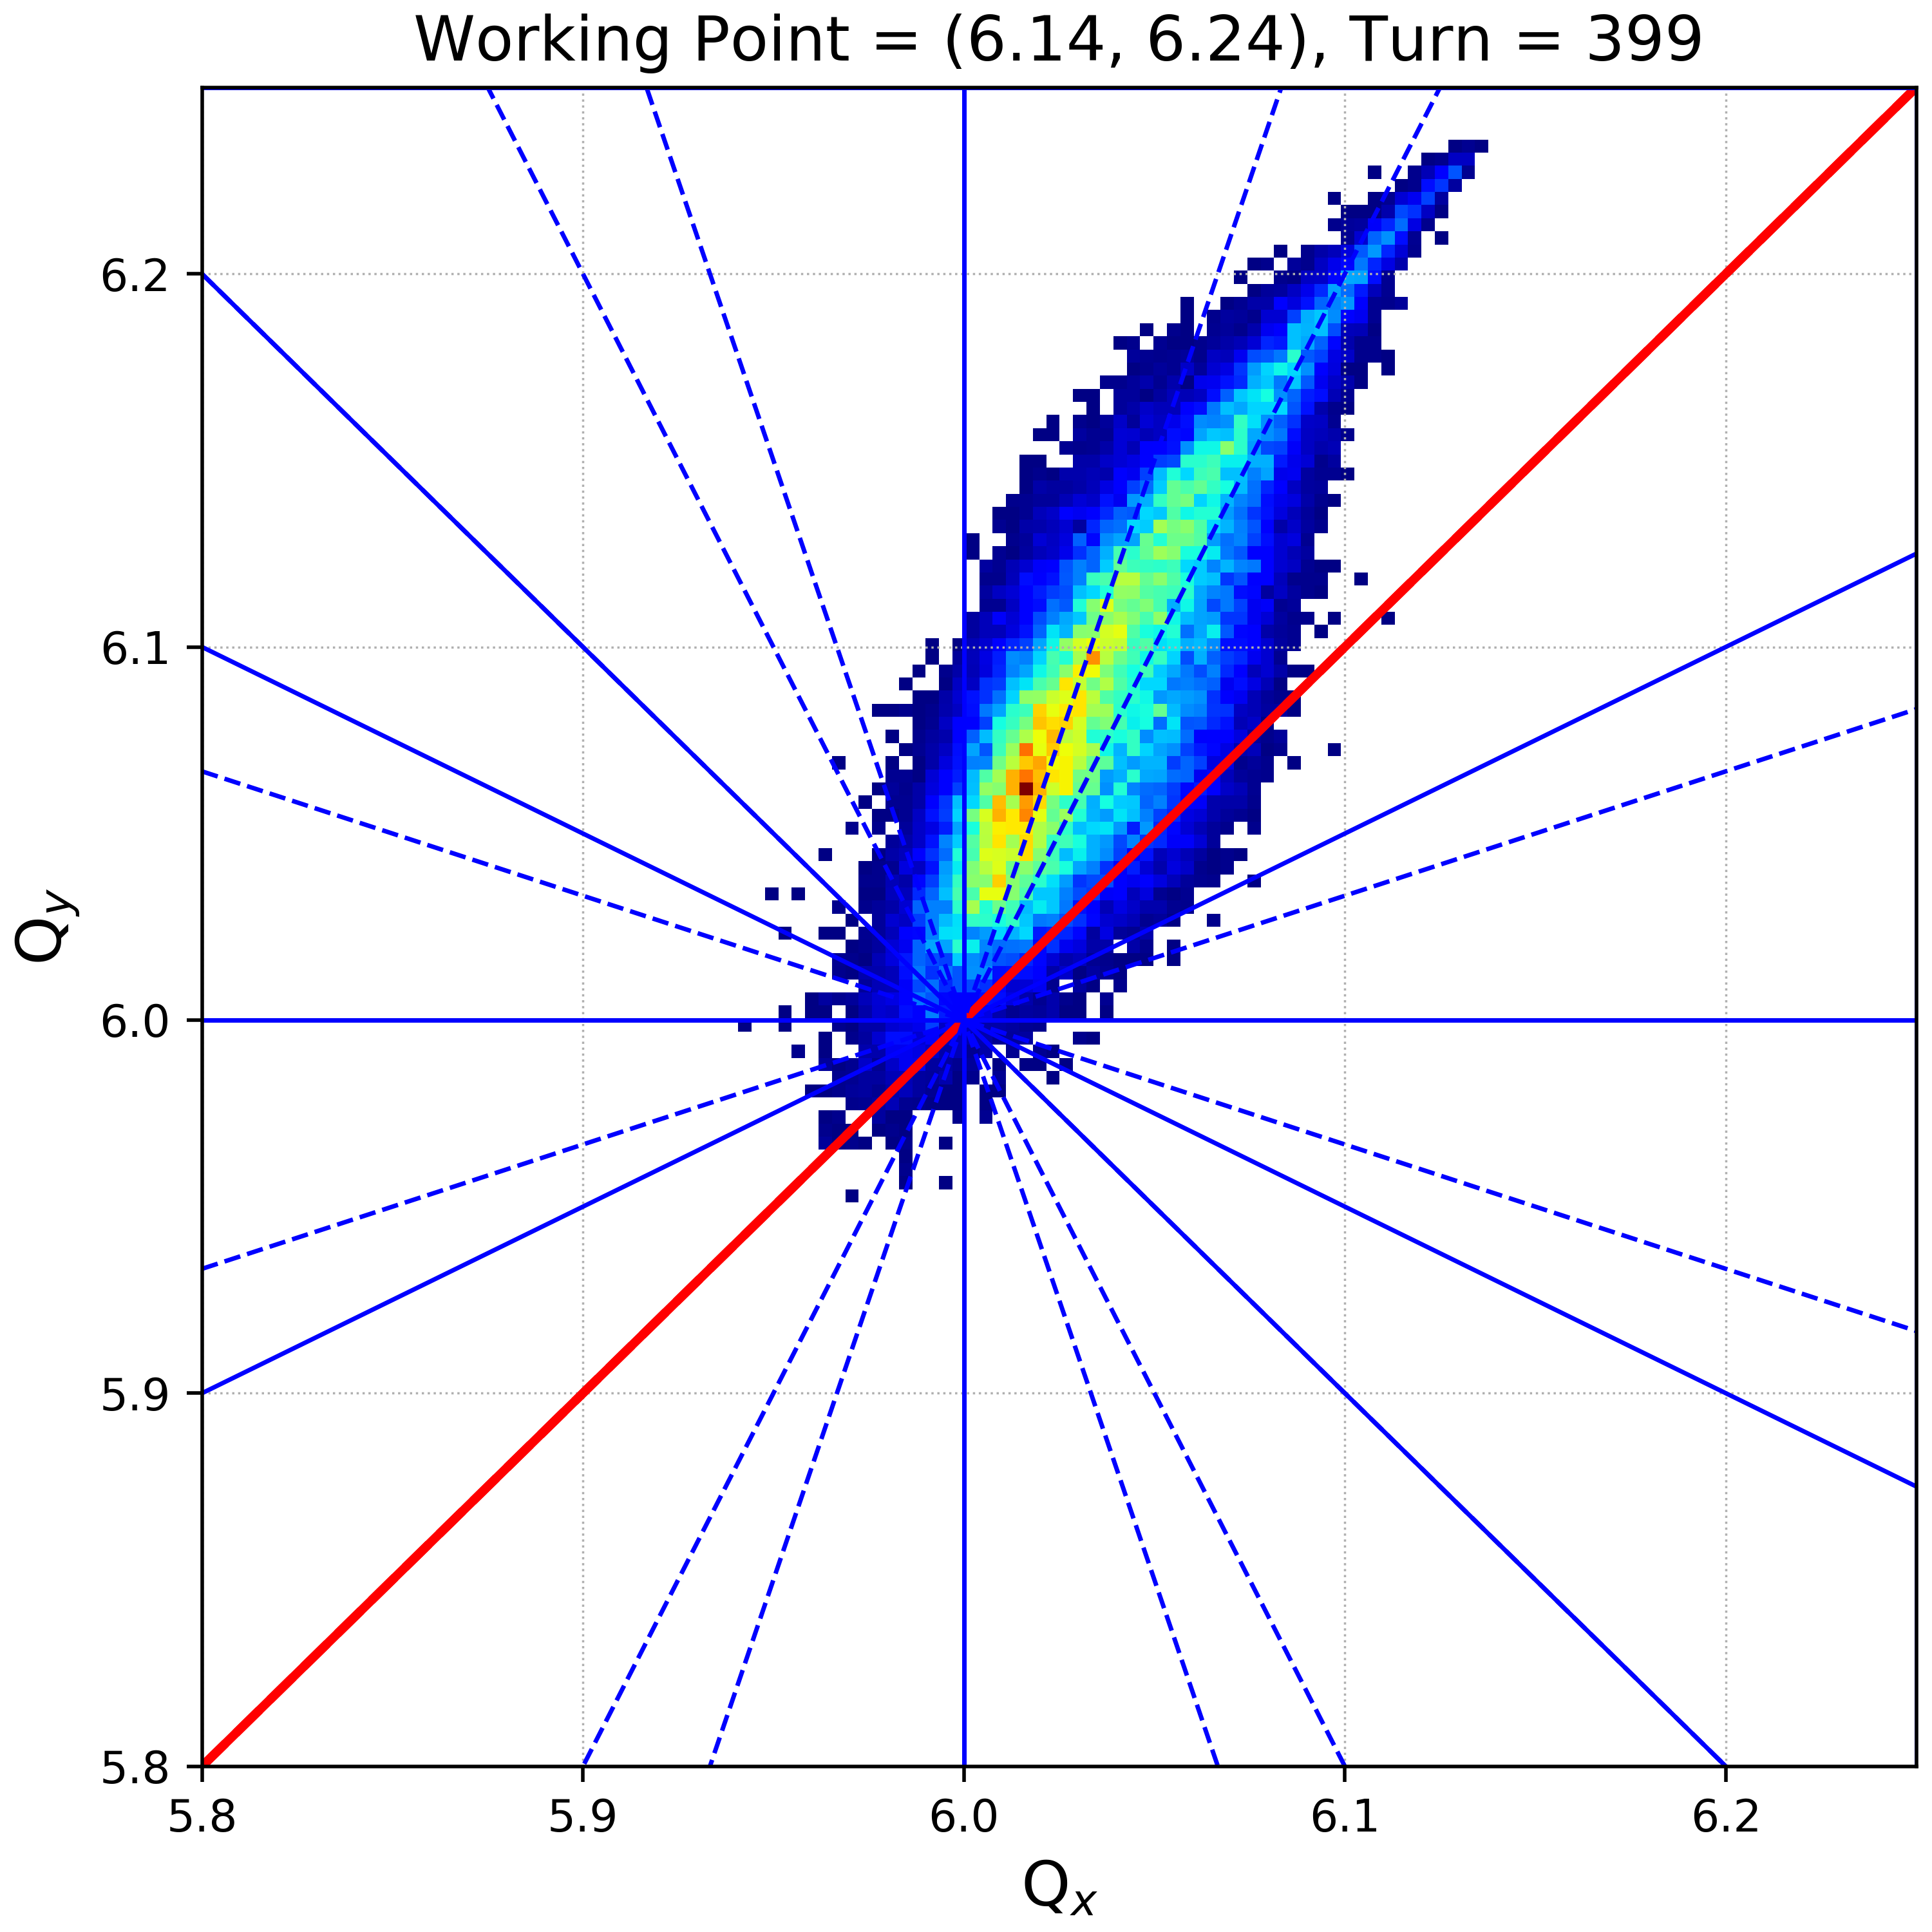 Working Point = (6.14, 6.24), Turn = 399
6.2
6.1
6.0
5.9
5.8
Qy
5.8 5.9 6.0 6.1 6.2
Qx